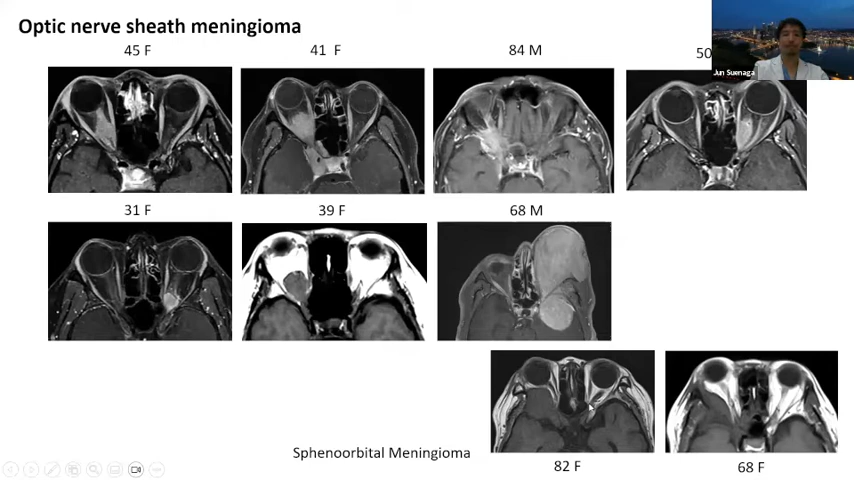 Optic nerve sheath meningioma
45 F
41 F
84 M
50
Jun Suenaga
31 F
39 F
68 M
Sphenoorbital Meningioma
82 F
68 F